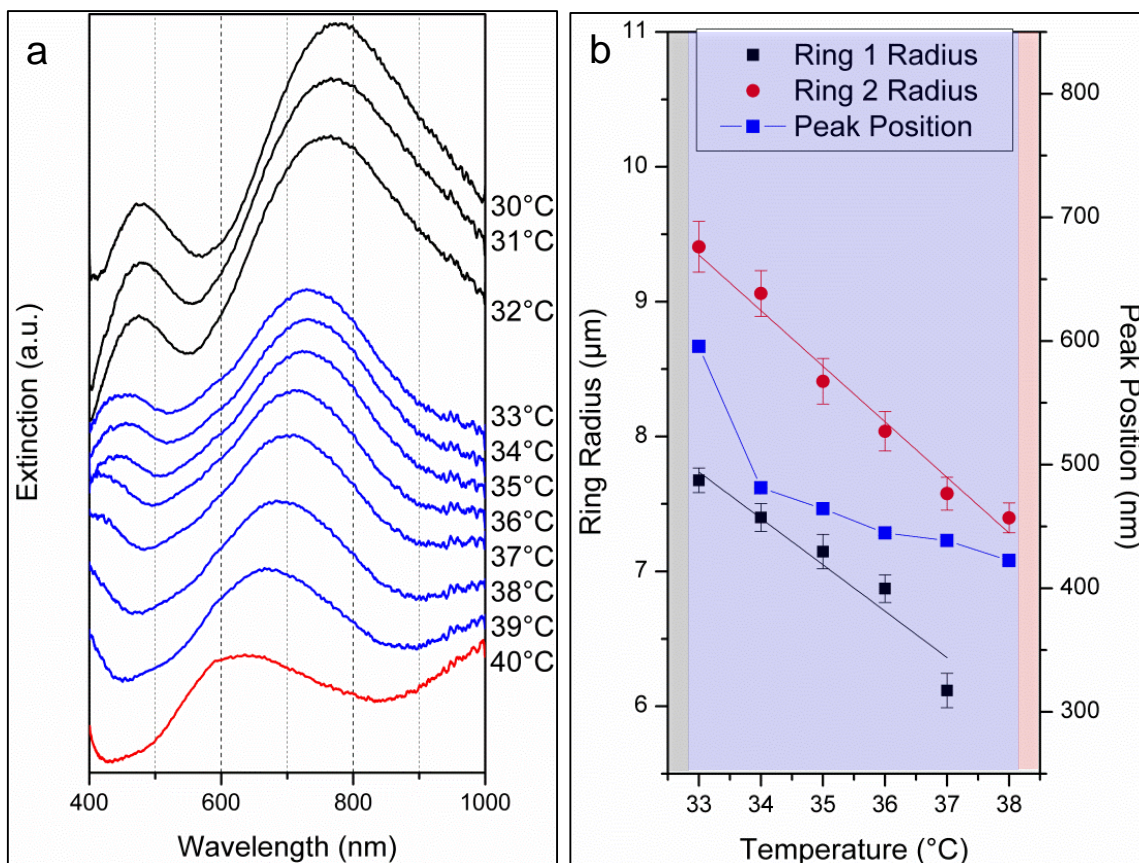 a
Extinction (a.u.)
30°C
31°C
32°C
33°C
34°C
35°C
36°C
37°C
38°C
39°C
40°C
400 600 800 1000
Wavelength (nm)
b
Ring 1 Radius
Ring 2 Radius
Peak Position
Ring Radius (µm)
11
10
9
8
7
6
Peak Position (nm)
800
700
600
500
400
300
33 34 35 36 37 38
Temperature (°C)